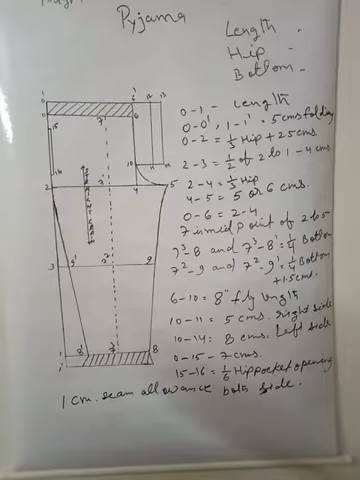 Pyjama
Length
Hip
Bottom
0-1 - Length
0-0', 1-1' = 5 cms folding
0-2 = 1/3 Hip + 2.5 cms.
2-3 = 1/2 of 2 to 1 - 4 cms.
2-4 = 1/3 Hip
4-5 = 5 or 6 cms.
0-6 = 2-4.
7 is mid point of 2 to 5
7³-8 and 7³-8' = 1/4 Bottom
7²-9 and 7²-9' = 1/4 Bottom
+1.5 cm.
6-10 = 8" fly length
10-11 = 5 cms. right side
10-14 = 8 cms. Left side
0-15 - 7 cms.
15-16 = 1/6 Hip pocket opening
1 cm. seam allowance both side.